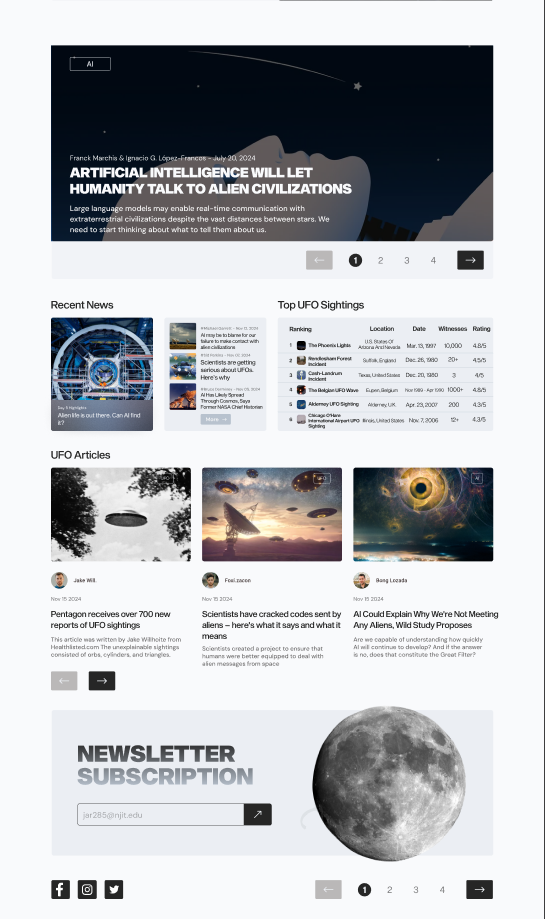 AI
Franck Marchis & Ignacio G. López-Francos - July 20, 2024
ARTIFICIAL INTELLIGENCE WILL LET
HUMANITY TALK TO ALIEN CIVILIZATIONS
Large language models may enable real-time communication with
extraterrestrial civilizations despite the vast distances between stars. We
need to start thinking about what to tell them about us.
1 2 3 4
Recent News
Day 5 Highlights
Alien life is out there. Can AI find
it?
AI may be to blame for our
failure to make contact with
alien civilizations
Scientists are getting
serious about UFOs.
Here's why
AI Has Likely Spread
Through Cosmos, Says
Former NASA Chief Historian
More
Top UFO Sightings
Ranking Location Date Witnesses Rating
1 The Phoenix Lights U.S. States Of Arizona And Nevada Mar. 13, 1997 10,000 4.8/5
2 Rendlesham Forest Incident Suffolk, England Dec. 26, 1980 20+ 4.5/5
3 Cash-Landrum Incident Texas, United States Dec. 29, 1980 3 4/5
4 The Belgian UFO Wave Eupen, Belgium Nov 1989 - Apr 1990 1000+ 4.8/5
5 Alderney UFO Sighting Alderney, U.K. Apr. 23, 2007 200 4.3/5
6 Chicago O'Hare International Airport UFO Sighting Illinois, United States Nov. 7, 2006 12+ 4.3/5
UFO Articles
UFO
AI
Jake Will.
Nov 15 2024
Pentagon receives over 700 new
reports of UFO sightings
This article was written by Jake Willhoite from
Healthlisted.com The unexplainable sightings
consisted of orbs, cylinders, and triangles.
Foxi.zacon
Nov 15 2024
Scientists have cracked codes sent by
aliens – here's what it says and what it
means
Scientists created a project to ensure that
humans were better equipped to deal with
alien messages from space
Bong Lozada
Nov 15 2024
AI Could Explain Why We're Not Meeting
Any Aliens, Wild Study Proposes
Are we capable of understanding how quickly
AI will continue to develop? And if the answer
is no, does that constitute the Great Filter?
NEWSLETTER
SUBSCRIPTION
jar285@njit.edu
1 2 3 4